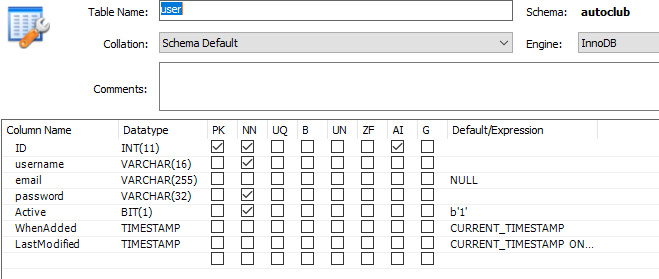 Table Name: user Schema: autoclub
Collation: Schema Default Engine: InnoDB
Comments:
Column Name Datatype PK NN UQ B UN ZF AI G Default/Expression
ID INT(11)
username VARCHAR(16)
email VARCHAR(255) NULL
password VARCHAR(32)
Active BIT(1) b'1'
WhenAdded TIMESTAMP CURRENT_TIMESTAMP
LastModified TIMESTAMP CURRENT_TIMESTAMP ON...